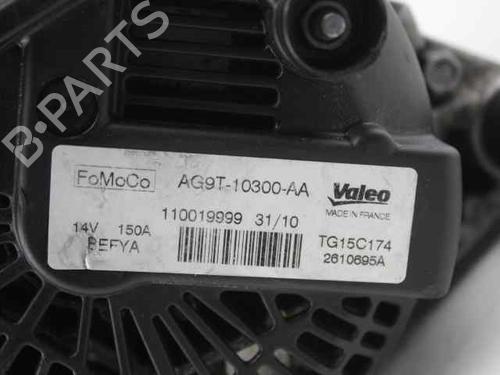 B-PARTS
FoMoCo AG9T-10300-AA Valeo
MADE IN FRANCE
110019999 31/10
14V 150A TG15C174
BEFYA 2610695A